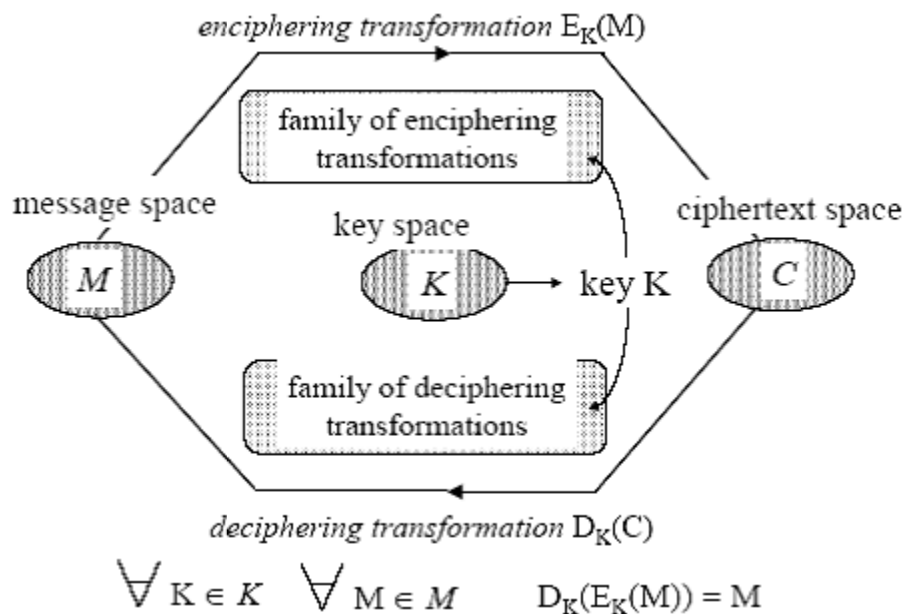 enciphering transformation E_K(M)
family of enciphering
transformations
message space
key space
ciphertext space
M
K
key K
C
family of deciphering
transformations
deciphering transformation D_K(C)
∀ K ∈ K ∀ M ∈ M D_K(E_K(M)) = M